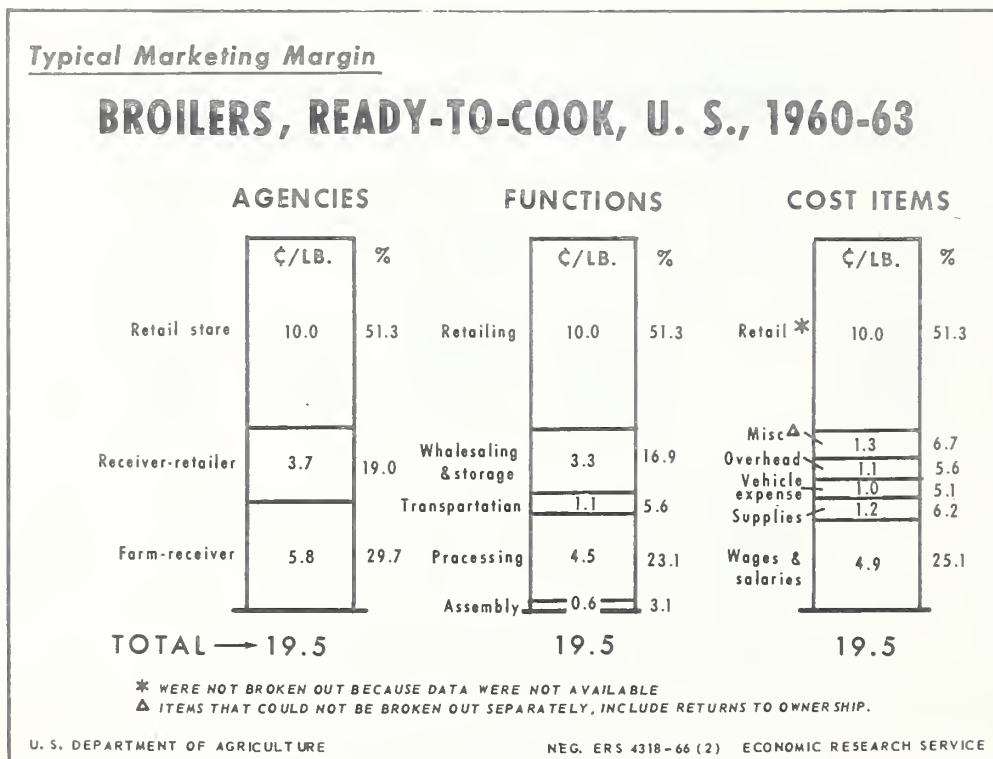 Typical Marketing Margin
BROILERS, READY-TO-COOK, U. S., 1960-63
AGENCIES
¢/LB. %
Retail stare 10.0 51.3
Receiver-retailer 3.7 19.0
Farm-receiver 5.8 29.7
TOTAL → 19.5
FUNCTIONS
¢/LB. %
Retailing 10.0 51.3
Wholesaling
& storage 3.3 16.9
Transportation 1.1 5.6
Processing 4.5 23.1
Assembly 0.6 3.1
19.5
COST ITEMS
¢/LB. %
Retail * 10.0 51.3
Misc Δ 1.3 6.7
Overhead 1.1 5.6
Vehicle
expense 1.0 5.1
Supplies 1.2 6.2
Wages &
salaries 4.9 25.1
19.5
* WERE NOT BROKEN OUT BECAUSE DATA WERE NOT AVAILABLE
Δ ITEMS THAT COULD NOT BE BROKEN OUT SEPARATELY, INCLUDE RETURNS TO OWNERSHIP.
U. S. DEPARTMENT OF AGRICULTURE
NEG. ERS 4318-66 (2) ECONOMIC RESEARCH SERVICE